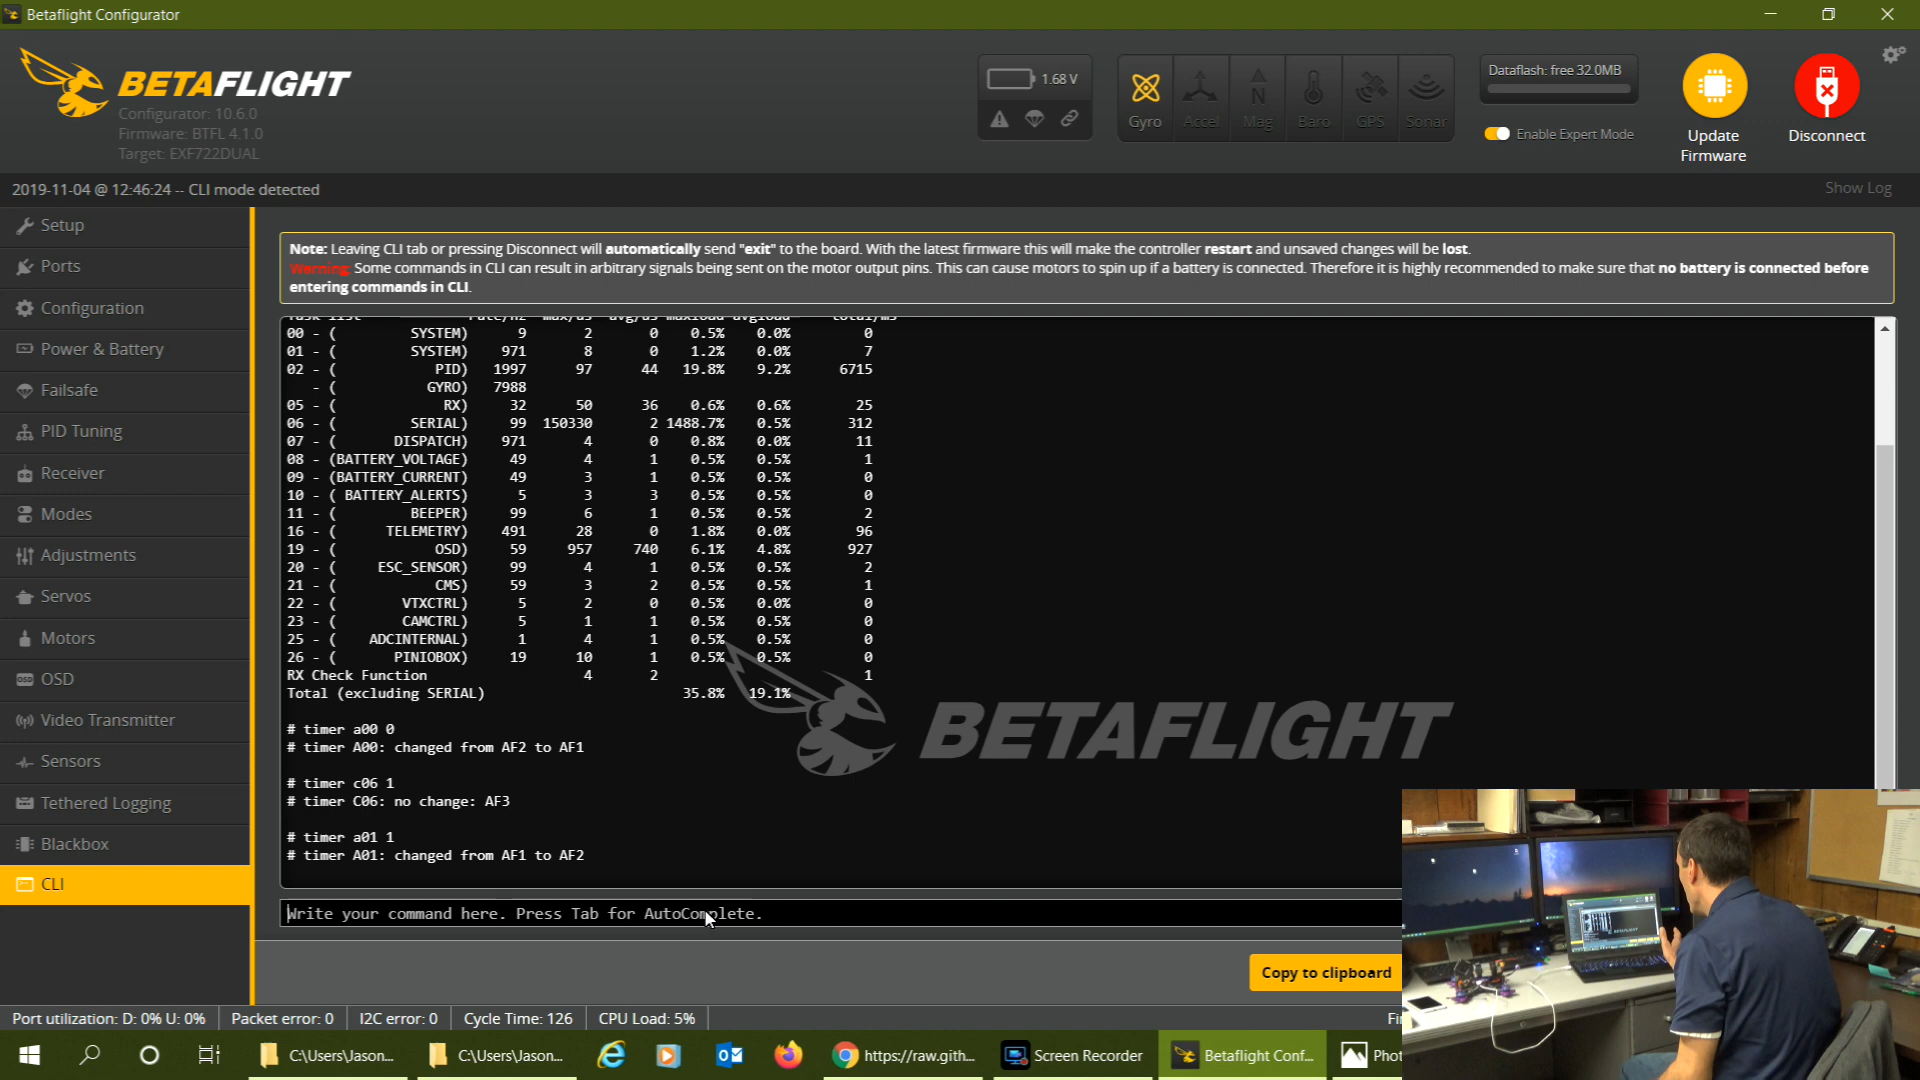 Betaflight Configurator
BETAFLIGHT
Configurator: 10.6.0
Firmware: BTFL 4.1.0
Target: EXF722DUAL
1.68 V
Gyro
Accel
Mag
Baro
GPS
Sonar
Dataflash: free 32.0MB
Enable Expert Mode
Update
Firmware
Disconnect
2019-11-04 @ 12:46:24 -- CLI mode detected
Show Log
Setup
Ports
Configuration
Power & Battery
Failsafe
PID Tuning
Receiver
Modes
Adjustments
Servos
Motors
OSD
Video Transmitter
Sensors
Tethered Logging
Blackbox
CLI
Note: Leaving CLI tab or pressing Disconnect will automatically send "exit" to the board. With the latest firmware this will make the controller restart and unsaved changes will be lost.
Warning: Some commands in CLI can result in arbitrary signals being sent on the motor output pins. This can cause motors to spin up if a battery is connected. Therefore it is highly recommended to make sure that no battery is connected before
entering commands in CLI.
Task list rate/hz max/us avg/us maxload avgload total/ms
00 - ( SYSTEM) 9 2 0 0.5% 0.0% 0
01 - ( SYSTEM) 971 8 0 1.2% 0.0% 7
02 - ( PID) 1997 97 44 19.8% 9.2% 6715
- ( GYRO) 7988
05 - ( RX) 32 50 36 0.6% 0.6% 25
06 - ( SERIAL) 99 150330 2 1488.7% 0.5% 312
07 - ( DISPATCH) 971 4 0 0.8% 0.0% 11
08 - (BATTERY_VOLTAGE) 49 4 1 0.5% 0.5% 1
09 - (BATTERY_CURRENT) 49 3 1 0.5% 0.5% 0
10 - ( BATTERY_ALERTS) 5 3 3 0.5% 0.5% 0
11 - ( BEEPER) 99 6 1 0.5% 0.5% 2
16 - ( TELEMETRY) 491 28 0 1.8% 0.0% 96
19 - ( OSD) 59 957 740 6.1% 4.8% 927
20 - ( ESC_SENSOR) 99 4 1 0.5% 0.5% 2
21 - ( CMS) 59 3 2 0.5% 0.5% 1
22 - ( VTXCTRL) 5 2 0 0.5% 0.0% 0
23 - ( CAMCTRL) 5 1 1 0.5% 0.5% 0
25 - ( ADCINTERNAL) 1 4 1 0.5% 0.5% 0
26 - ( PINIOBOX) 19 10 1 0.5% 0.5% 0
RX Check Function 4 2 1
Total (excluding SERIAL) 35.8% 19.1%
# timer a00 0
# timer A00: changed from AF2 to AF1
# timer c06 1
# timer C06: no change: AF3
# timer a01 1
# timer A01: changed from AF1 to AF2
BETAFLIGHT
Write your command here. Press Tab for AutoComplete.
Copy to clipboard
Port utilization: D: 0% U: 0%
Packet error: 0
I2C error: 0
Cycle Time: 126
CPU Load: 5%
C:\Users\Jason...
C:\Users\Jason...
https://raw.gith...
Screen Recorder
Betaflight Conf...